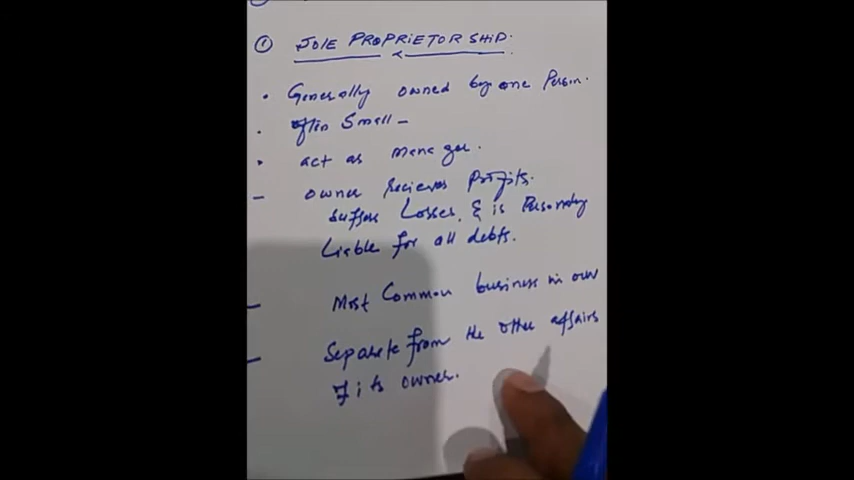 ① SOLE PROPRIETORSHIP.
• Generally owned by one Person.
• often Small -
• act as manager.
- owner recieves Profits.
suffers Losses, & is Personaly
Liable for all debts.
- Most Common business in our
- Separate from the other affairs
of its owner.